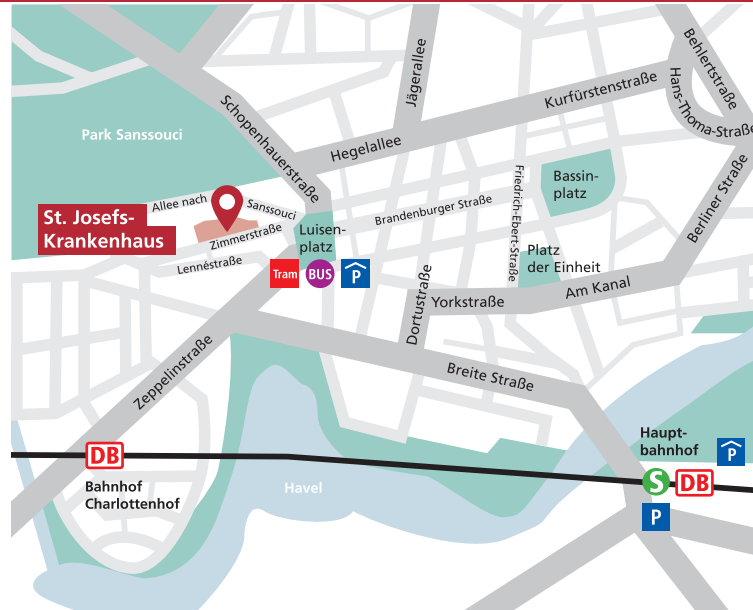 Behlertstraße
Jägerallee
Kurfürstenstraße
Hans-Thoma-Straße
Schopenhauerstraße
Park Sanssouci
Hegelallee
Berliner Straße
Friedrich-Ebert-Straße
Bassin-
platz
Allee nach
Sanssouci
Brandenburger Straße
St. Josefs-
Krankenhaus
Zimmerstraße
Luisen-
platz
Lennéstraße
Platz
der Einheit
Tram
BUS
P
Dortustraße
Yorkstraße
Am Kanal
Zeppelinstraße
Breite Straße
Haupt-
bahnhof
P
DB
Bahnhof
Charlottenhof
Havel
S
DB
P